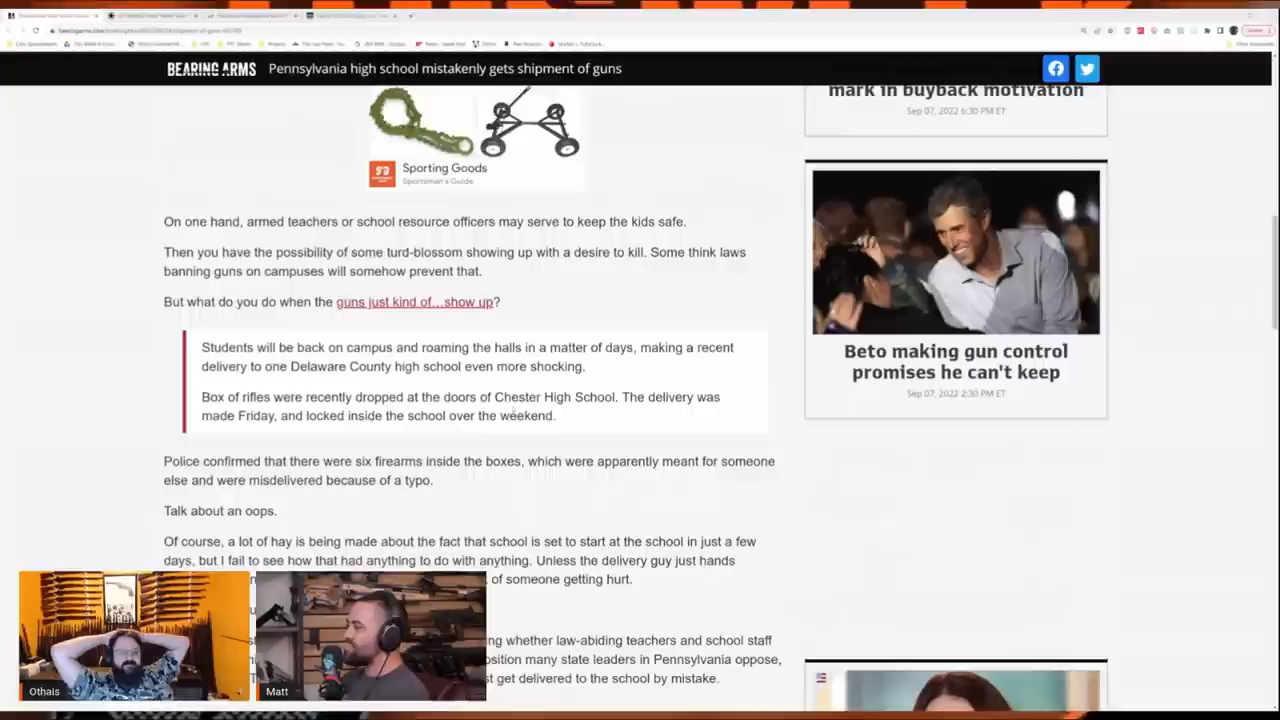 BEARING ARMS
Pennsylvania high school mistakenly gets shipment of guns
mark in buyback motivation
Sep 07, 2022 6:30 PM ET
Sporting Goods
Sportsman's Guide
On one hand, armed teachers or school resource officers may serve to keep the kids safe.
Then you have the possibility of some turd-blossom showing up with a desire to kill. Some think laws
banning guns on campuses will somehow prevent that.
But what do you do when the guns just kind of…show up?
Students will be back on campus and roaming the halls in a matter of days, making a recent
delivery to one Delaware County high school even more shocking.
Box of rifles were recently dropped at the doors of Chester High School. The delivery was
made Friday, and locked inside the school over the weekend.
Beto making gun control
promises he can't keep
Sep 07, 2022 2:30 PM ET
Police confirmed that there were six firearms inside the boxes, which were apparently meant for someone
else and were misdelivered because of a typo.
Talk about an oops.
Of course, a lot of hay is being made about the fact that school is set to start at the school in just a few
days, but I fail to see how that had anything to do with anything. Unless the delivery guy just hands
of someone getting hurt.
whether law-abiding teachers and school staff
many state leaders in Pennsylvania oppose,
get delivered to the school by mistake.
Othais
Matt